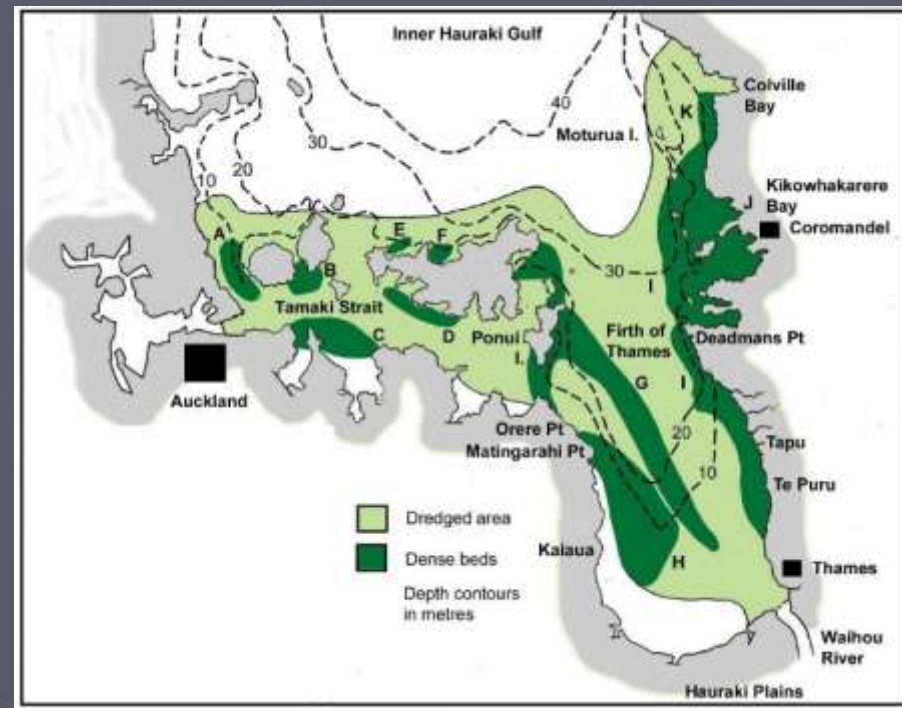 Inner Hauraki Gulf
Colville
Bay
40
K
Moturua I.
30
20
10
J
Kikowhakarere
Bay
Coromandel
A
E
F
B
30
I
Tamaki Strait
C
D
Ponui
I.
Firth of
Thames
Deadmans Pt
G
I
Auckland
Orere Pt
Matingarahi Pt
20
10
Tapu
Te Puru
Dredged area
Dense beds
Depth contours
in metres
Kaiaua
H
Thames
Waihou
River
Hauraki Plains